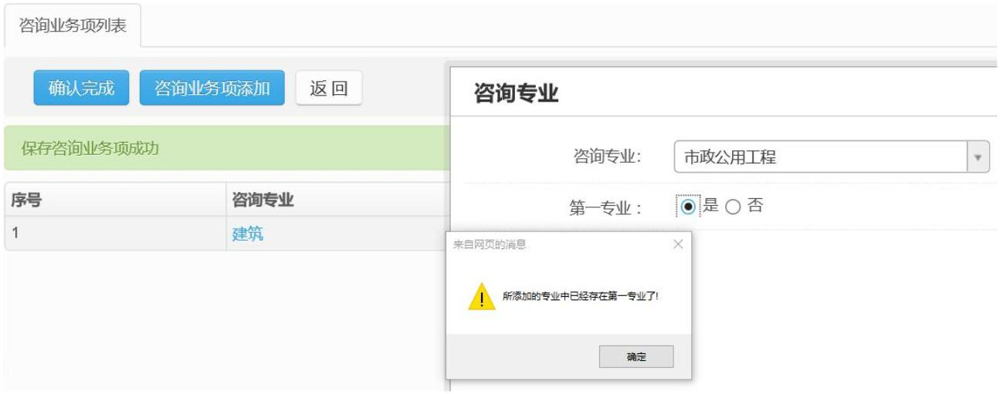 咨询业务项列表
确认完成 咨询业务项添加 返 回
咨询专业
保存咨询业务项成功
咨询专业： 市政公用工程
序号 咨询专业
第一专业： 是 否
1 建筑
来自网页的消息
所添加的专业中已经存在第一专业了!
确定